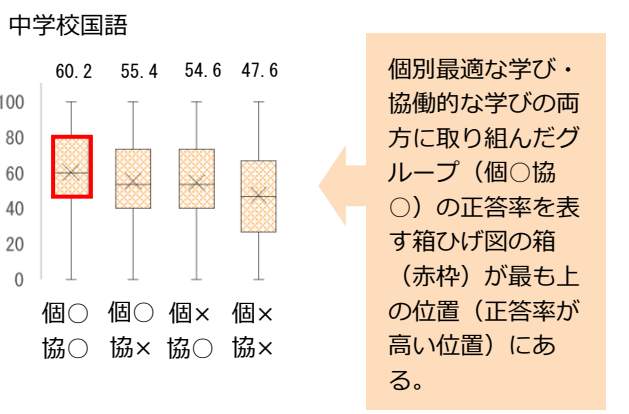 中学校国語
60.2 55.4 54.6 47.6
100
80
60
40
20
0
個○ 個○ 個× 個×
協○ 協× 協○ 協×
個別最適な学び・
協働的な学びの両
方に取り組んだグ
ループ（個○協
○）の正答率を表
す箱ひげ図の箱
（赤枠）が最も上
の位置（正答率が
高い位置）にあ
る。